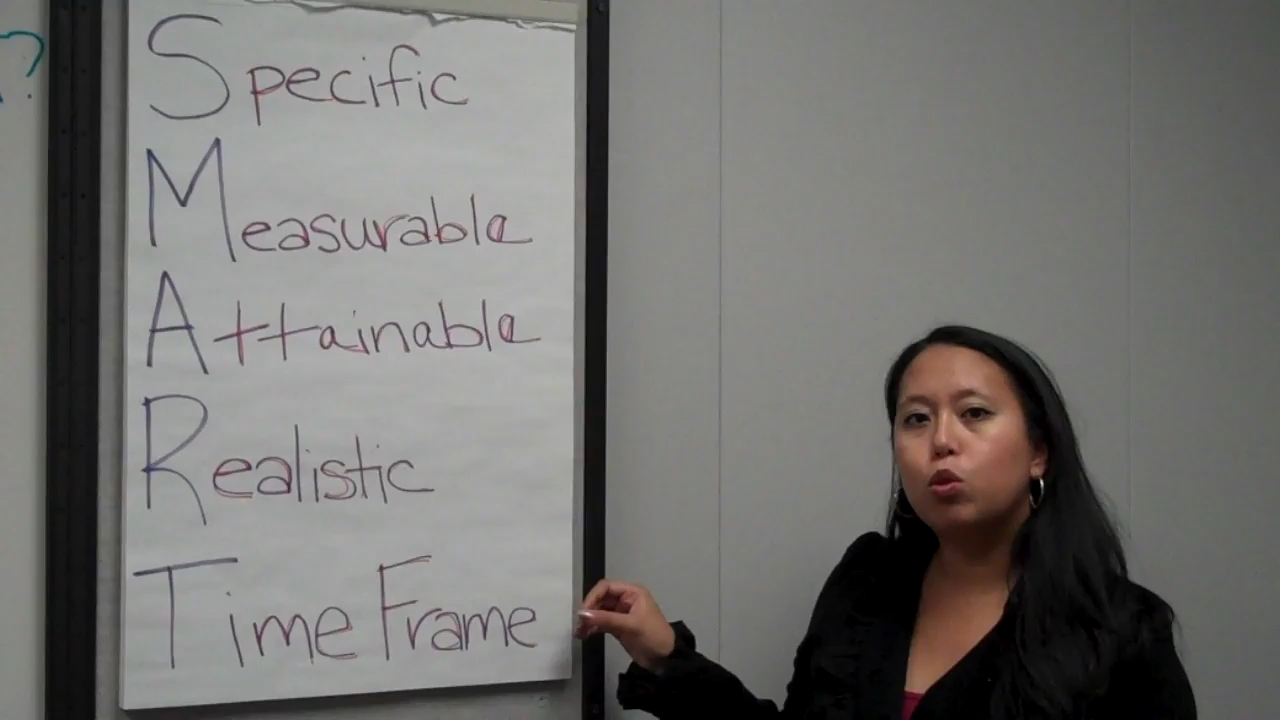 ?
Specific
Measurable
Attainable
Realistic
Time Frame